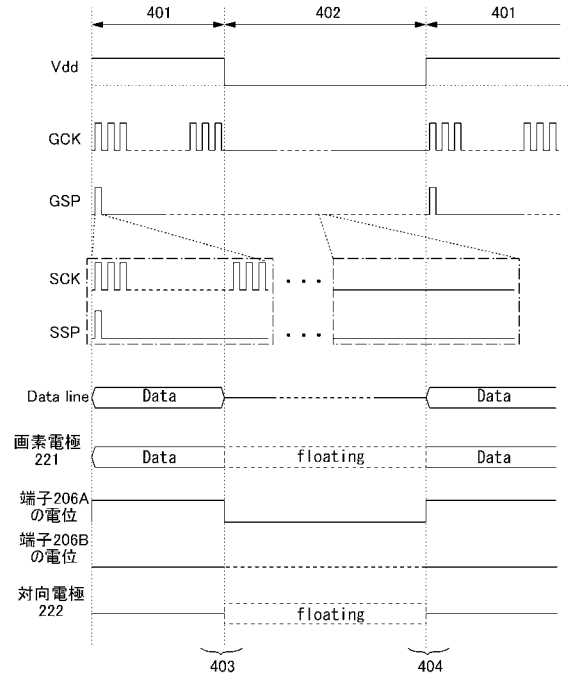 401 402 401
Vdd
GCK
GSP
SCK
. . .
SSP
. . .
Data line Data Data
画素電極
221
Data floating Data
端子206A
の電位
端子206B
の電位
対向電極
222
floating
403 404